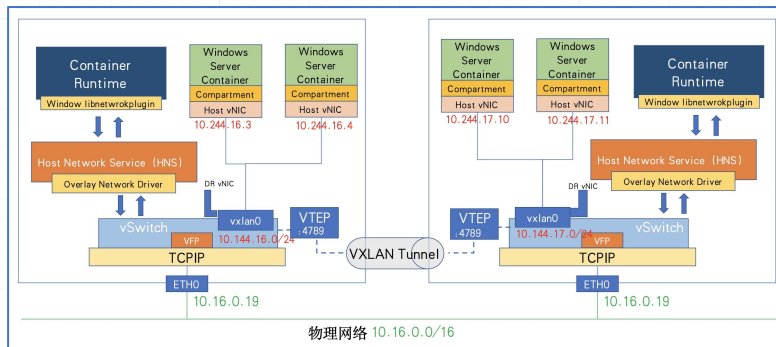 Container
Runtime
Window libnetwrokplugin
Host Network Service（HNS）
Overlay Network Driver
Windows
Server
Container
Compartment
Host vNIC
10.244.16.3
Windows
Server
Container
Compartment
Host vNIC
10.244.16.4
DR vNIC
vxlan0
10.144.16.0/24
vSwitch
VFP
TCPIP
VTEP
:4789
ETH0
10.16.0.19
VXLAN Tunnel
Windows
Server
Container
Compartment
Host vNIC
10.244.17.10
Windows
Server
Container
Compartment
Host vNIC
10.244.17.11
Container
Runtime
Window libnetwrokplugin
Host Network Service（HNS）
Overlay Network Driver
DR vNIC
VTEP
:4789
vxlan0
10.144.17.0/24
vSwitch
VFP
TCPIP
ETH0
10.16.0.19
物理网络 10.16.0.0/16